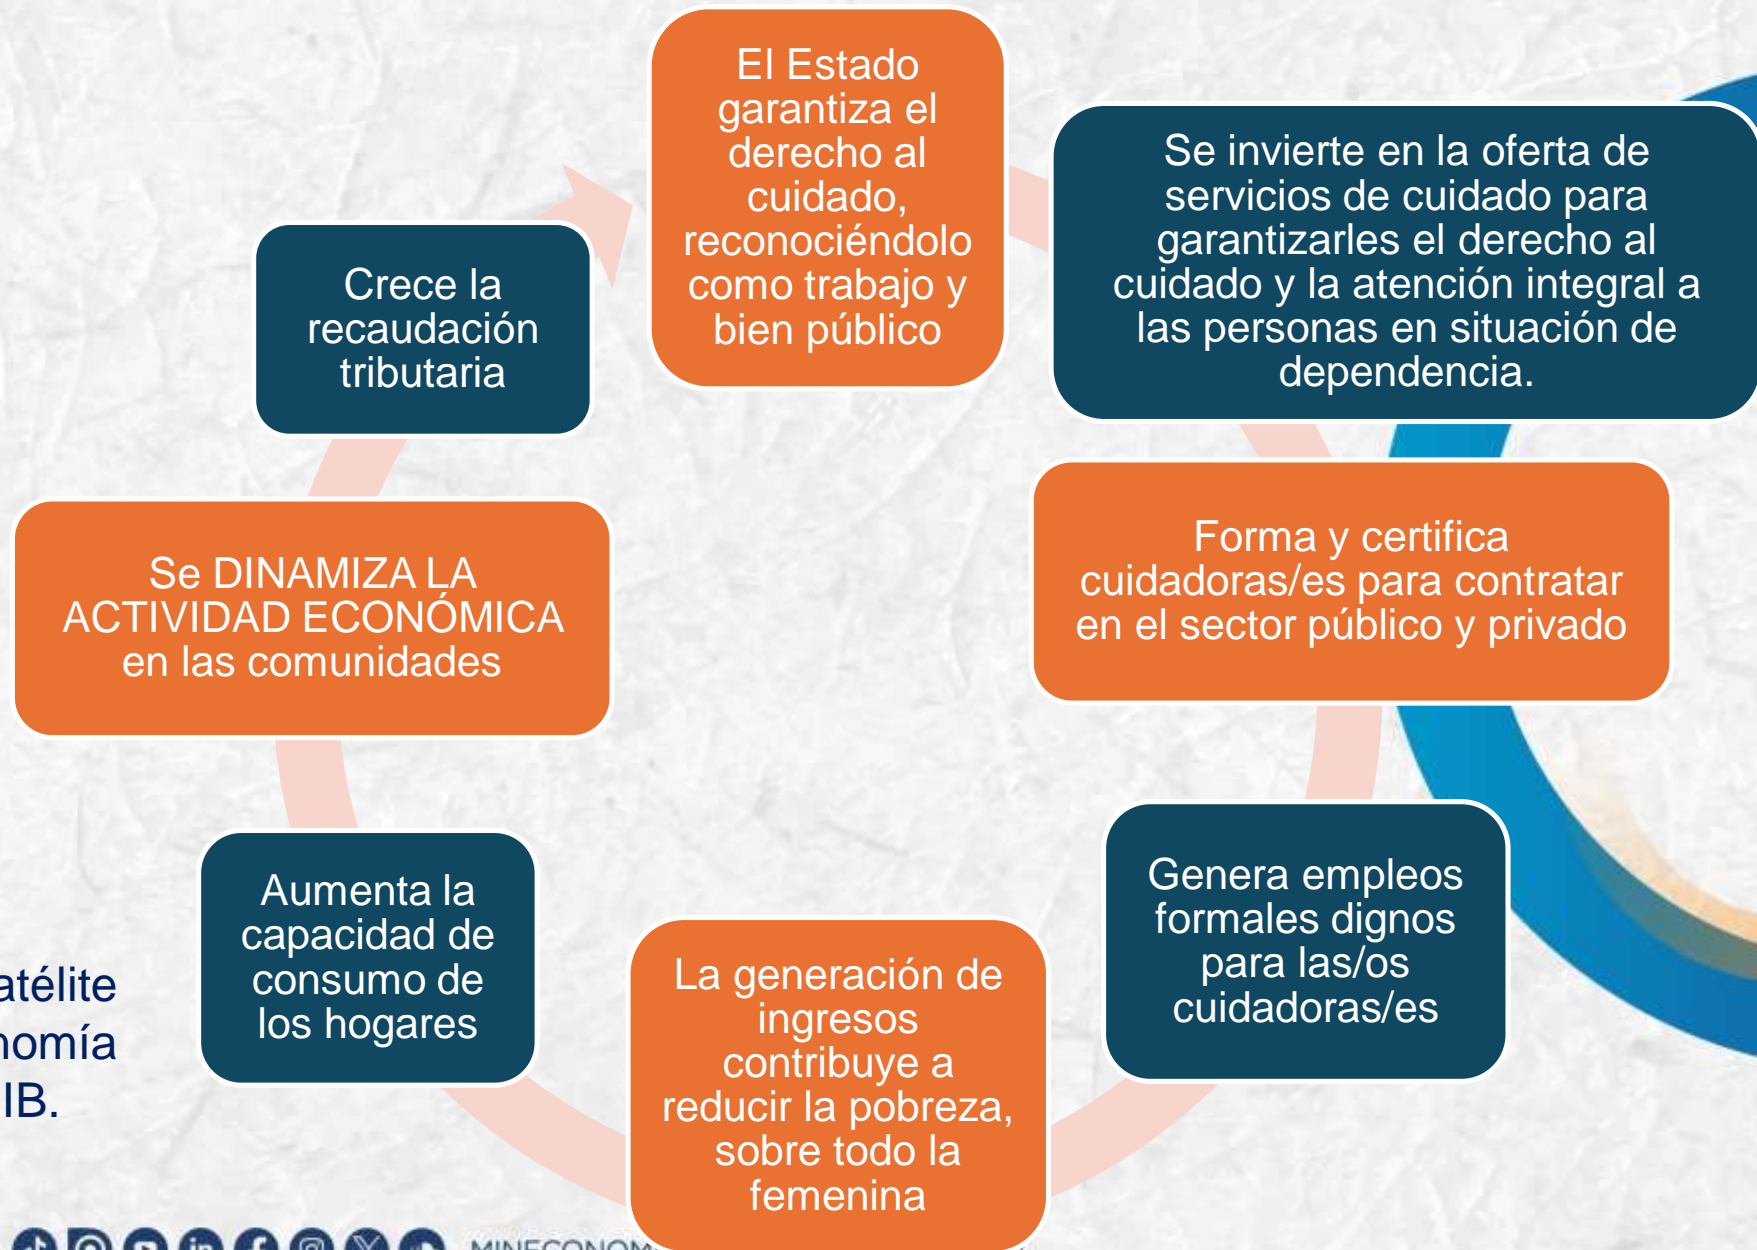 El Estado
garantiza el
derecho al
cuidado,
reconociéndolo
como trabajo y
bien público
Se invierte en la oferta de
servicios de cuidado para
garantizarles el derecho al
cuidado y la atención integral a
las personas en situación de
dependencia.
Forma y certifica
cuidadoras/es para contratar
en el sector público y privado
Genera empleos
formales dignos
para las/os
cuidadoras/es
La generación de
ingresos
contribuye a
reducir la pobreza,
sobre todo la
femenina
Aumenta la
capacidad de
consumo de
los hogares
Se DINAMIZA LA
ACTIVIDAD ECONÓMICA
en las comunidades
Crece la
recaudación
tributaria